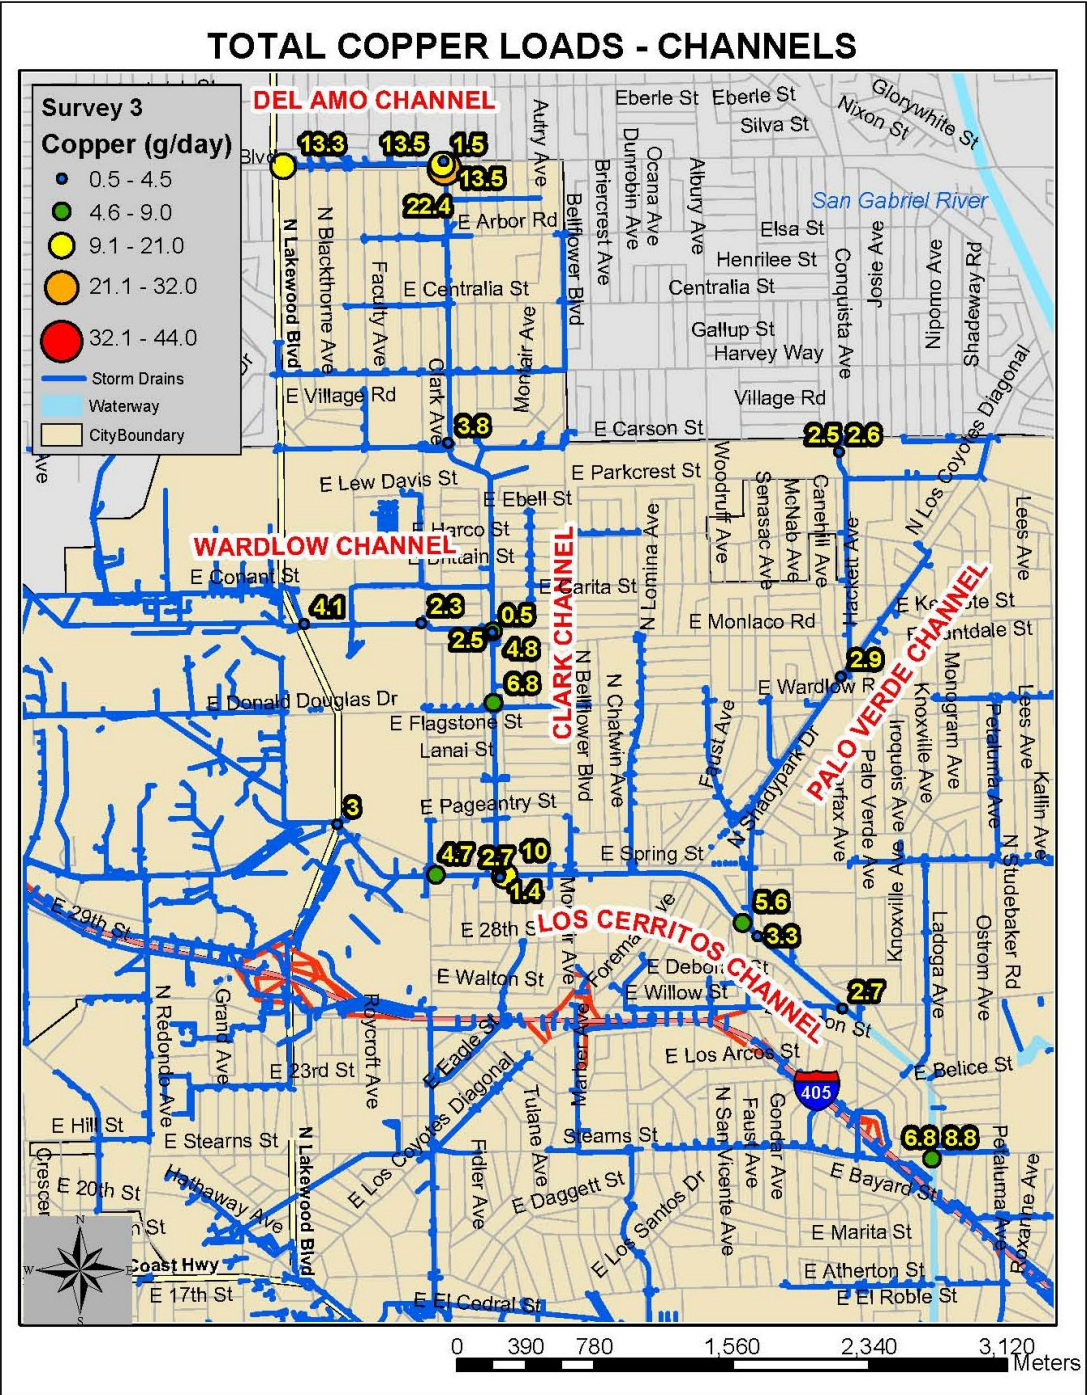 TOTAL COPPER LOADS - CHANNELS
Survey 3
Copper (g/day)
0.5 - 4.5
4.6 - 9.0
9.1 - 21.0
21.1 - 32.0
32.1 - 44.0
Storm Drains
Waterway
CityBoundary
DEL AMO CHANNEL
Blvd
13.3
13.5
1.5
13.5
22.4
Autry Ave
Eberle St
Eberle St
Silva St
Nixon St
Glorywhite St
San Gabriel River
Dunrobin Ave
Ocana Ave
Briercrest Ave
Albury Ave
Bellflower Blvd
E Arbor Rd
Elsa St
Henrilee St
Centralia St
Gallup St
Harvey Way
Village Rd
Conquista Ave
Josie Ave
Nipomo Ave
Shadeway Rd
N Lakewood Blvd
N Blackthorne Ave
Faculty Ave
E Centralia St
Montair Ave
Clark Ave
E Village Rd
3.8
E Carson St
2.5
2.6
N Los Coyotes Diagonal
Ave
E Lew Davis St
E Parkcrest St
E Ebell St
E Harco St
WARDLOW CHANNEL
E Conant St
E Carita St
CLARK CHANNEL
N Lomina Ave
Woodruff Ave
Senasac Ave
McNab Ave
Canehill Ave
Hackett Ave
Lees Ave
E Monlaco Rd
4.1
2.3
0.5
2.5
4.8
6.8
2.9
E Wardlow R
PALO VERDE CHANNEL
E Donald Douglas Dr
E Flagstone St
Lanai St
N Bellflower Blvd
N Chatwin Ave
Faust Ave
N Shadypark Dr
Palo Verde Ave
Iroquois Ave
Knoxville Ave
Monogram Ave
Petaluma Ave
Lees Ave
Kallin Ave
3
E Pageantry St
E Spring St
4.7
2.7
10
1.4
5.6
3.3
2.7
Knoxville Ave
N Studebaker Rd
Ladoga Ave
Ostrom Ave
E 29th St
E 28th S
LOS CERRITOS CHANNEL
E Walton St
E Willow St
E Los Arcos St
405
E Belice St
N Redondo Ave
Grand Ave
Roycroft Ave
E 23rd St
E Eagle St
E Los Coyotes Diagonal
Tulane Ave
N San Vicente Ave
Faust Ave
Gondar Ave
E Hill St
E Stearns St
Stearns St
6.8
8.8
Petaluma Ave
Roxanne Ave
Crescen
E 20th St
Hathaway Ave
N Lakewood Blvd
Fidler Ave
E Daggett St
E Los Santos Dr
E Bayard St
E Marita St
E Atherton St
E El Roble St
Coast Hwy
E 17th St
E El Cedral St
N
W
E
S
0
390
780
1,560
2,340
3,120
Meters